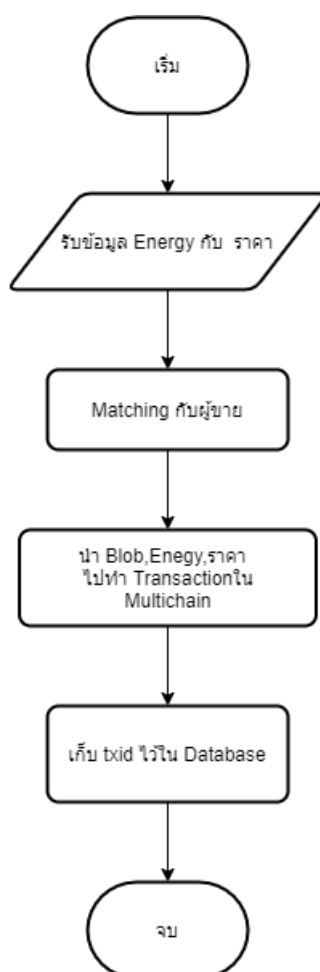 เริ่ม
รับข้อมูล Energy กับ ราคา
Matching กับผู้ขาย
นำ Blob,Enegy,ราคา
ไปทำ Transactionใน
Multichain
เก็บ txid ไว้ใน Database
จบ